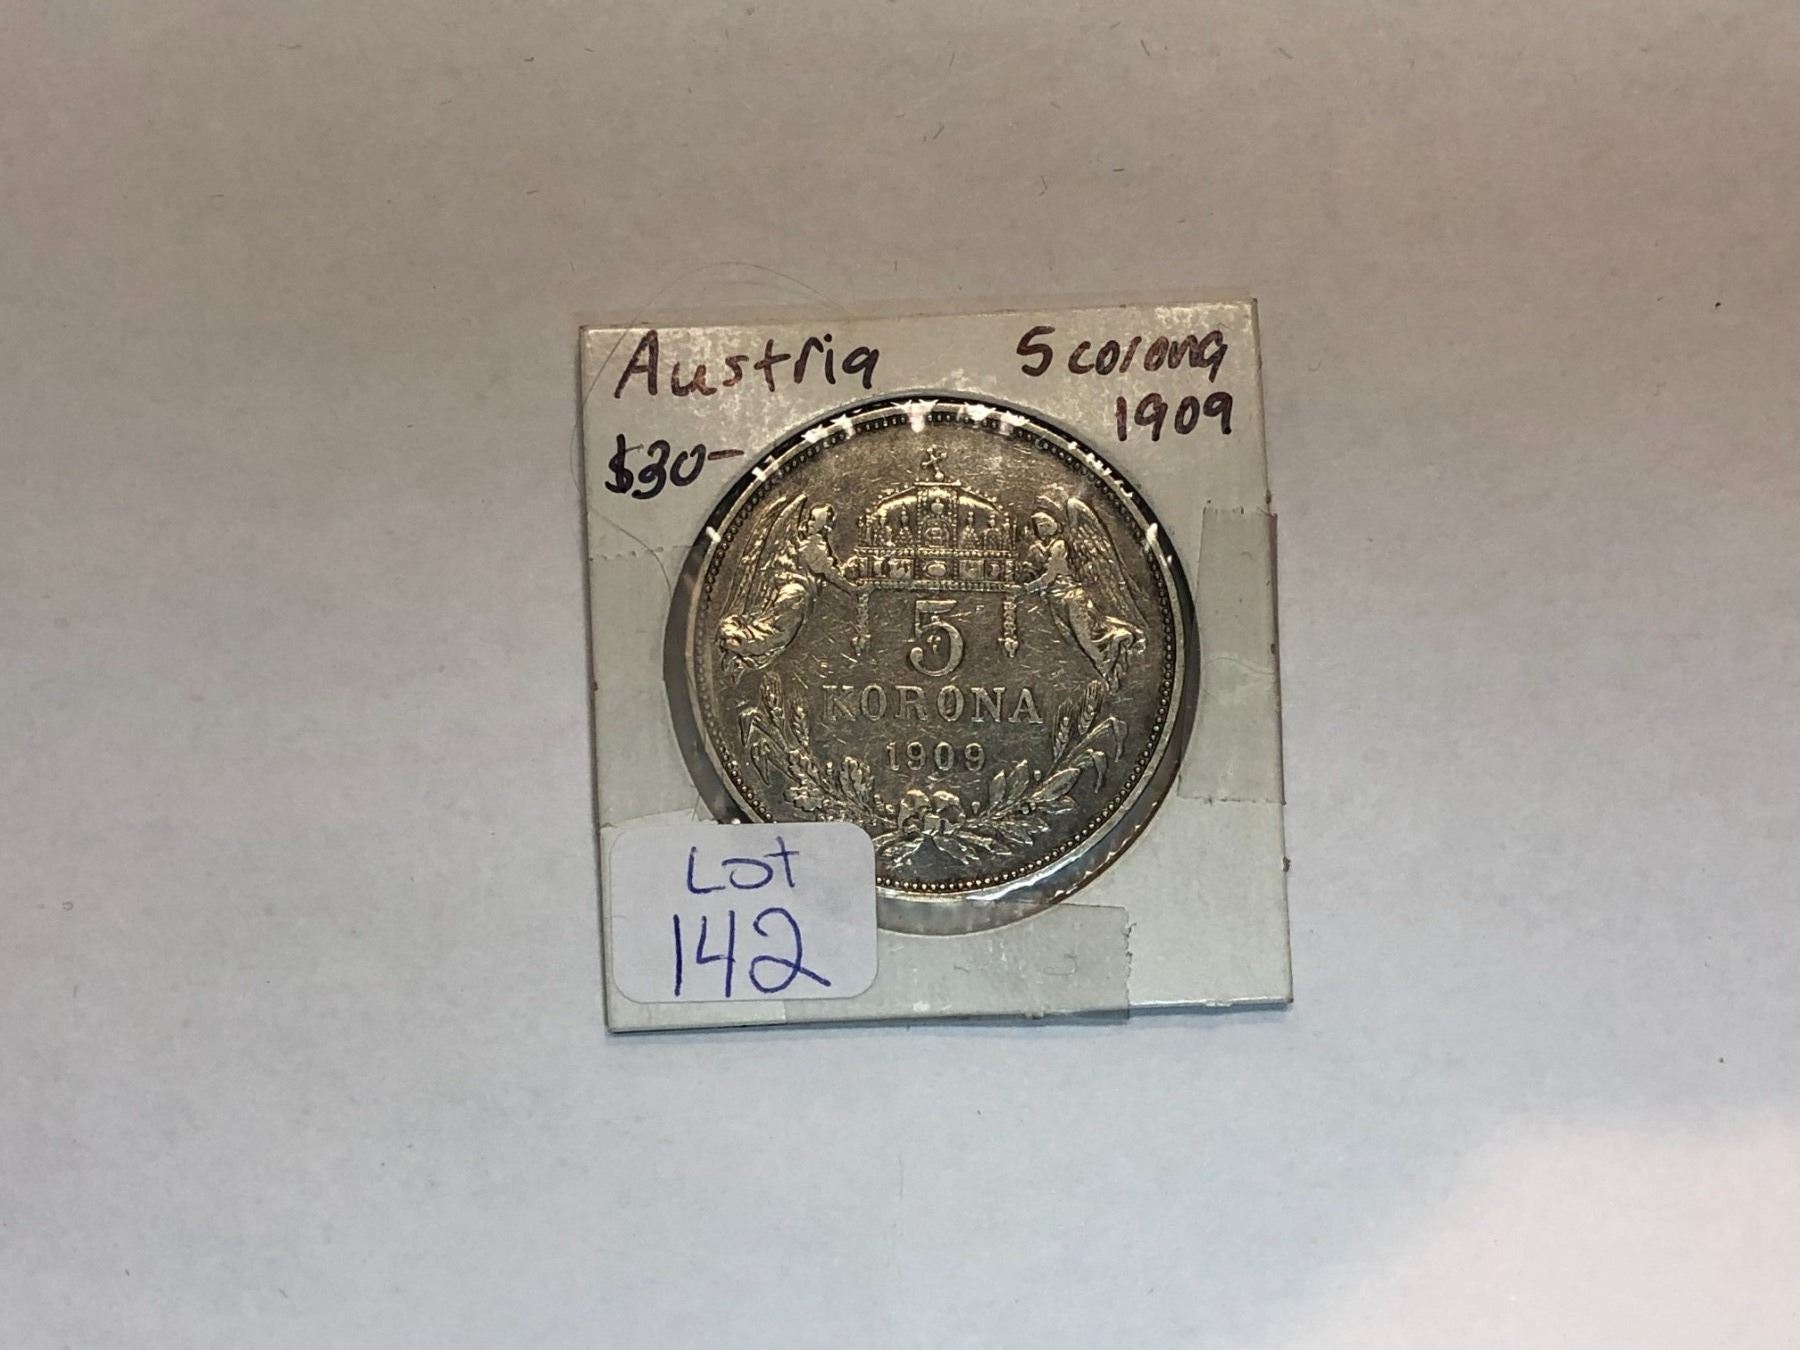 Austria 5 corona
$30- 1909
5
KORONA
1909
Lot
142